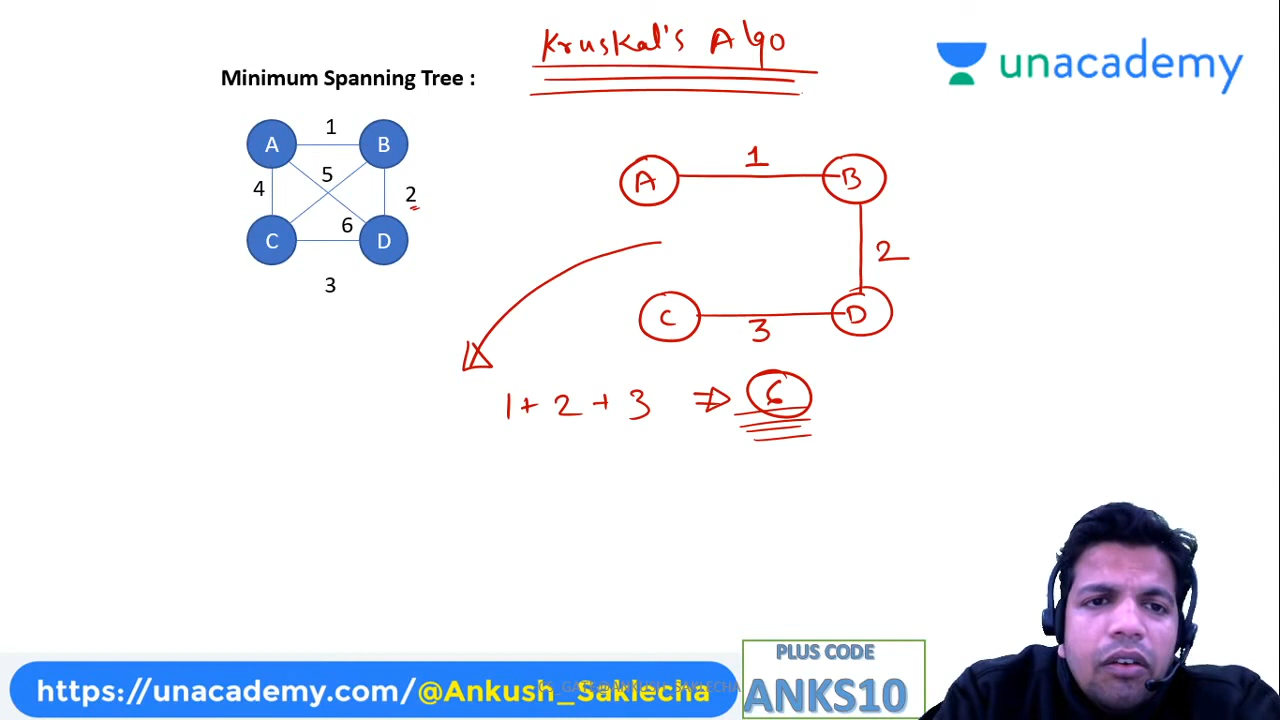 Kruskal's Algo
unacademy
Minimum Spanning Tree :
1
A B
5
4 2
6
C D
3
A 1 B
2
C 3 D
1+2+3 ⇒ 6
PLUS CODE
https://unacademy.com/@Ankush_Saklecha
ANKS10